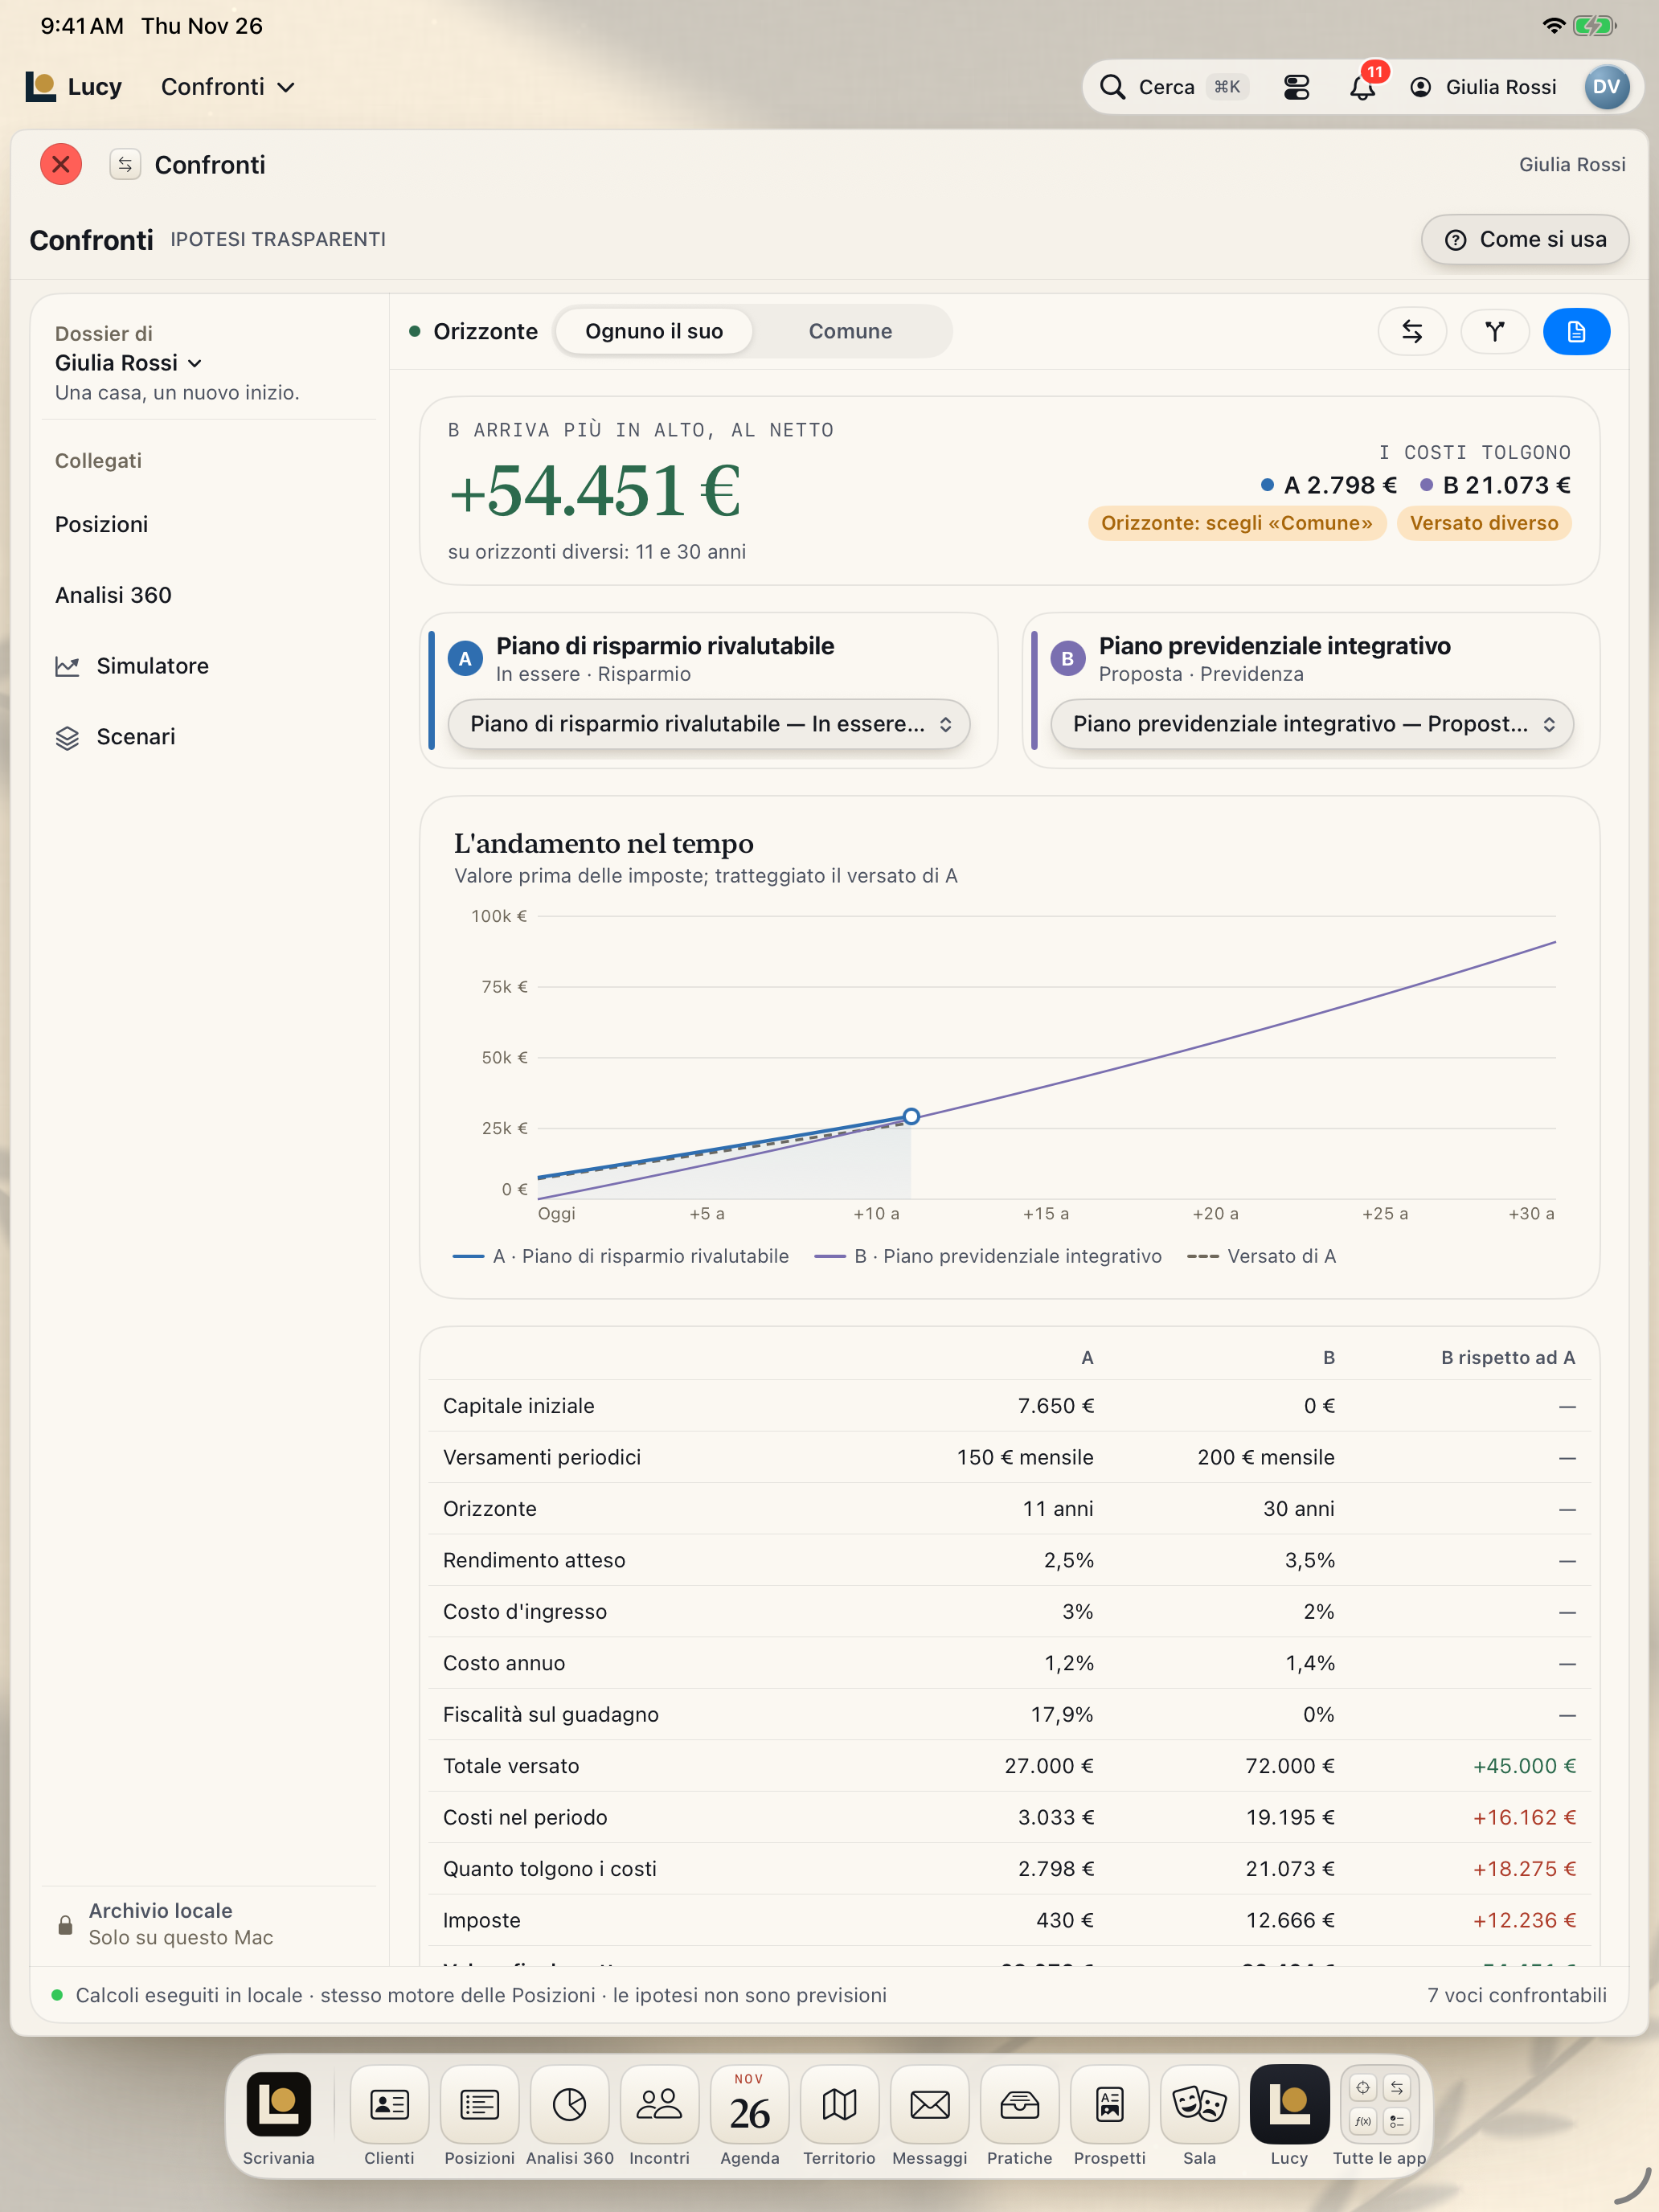 9:41 AM Thu Nov 26
Lucy Confronti
Cerca ⌘K 11 Giulia Rossi DV
Confronti Giulia Rossi
Confronti IPOTESI TRASPARENTI Come si usa
Dossier di
Giulia Rossi
Una casa, un nuovo inizio.
Collegati
Posizioni
Analisi 360
Simulatore
Scenari
Archivio locale
Solo su questo Mac
Orizzonte Ognuno il suo Comune
B ARRIVA PIÙ IN ALTO, AL NETTO
+54.451 €
su orizzonti diversi: 11 e 30 anni
I COSTI TOLGONO
A 2.798 € B 21.073 €
Orizzonte: scegli «Comune» Versato diverso
A Piano di risparmio rivalutabile
In essere · Risparmio
Piano di risparmio rivalutabile — In essere...
B Piano previdenziale integrativo
Proposta · Previdenza
Piano previdenziale integrativo — Propost...
L'andamento nel tempo
Valore prima delle imposte; tratteggiato il versato di A
100k €
75k €
50k €
25k €
0 €
Oggi +5 a +10 a +15 a +20 a +25 a +30 a
A · Piano di risparmio rivalutabile B · Piano previdenziale integrativo Versato di A
A B B rispetto ad A
Capitale iniziale 7.650 € 0 € —
Versamenti periodici 150 € mensile 200 € mensile —
Orizzonte 11 anni 30 anni —
Rendimento atteso 2,5% 3,5% —
Costo d'ingresso 3% 2% —
Costo annuo 1,2% 1,4% —
Fiscalità sul guadagno 17,9% 0% —
Totale versato 27.000 € 72.000 € +45.000 €
Costi nel periodo 3.033 € 19.195 € +16.162 €
Quanto tolgono i costi 2.798 € 21.073 € +18.275 €
Imposte 430 € 12.666 € +12.236 €
Calcoli eseguiti in locale · stesso motore delle Posizioni · le ipotesi non sono previsioni 7 voci confrontabili
NOV
26
A
f(x)
Scrivania Clienti Posizioni Analisi 360 Incontri Agenda Territorio Messaggi Pratiche Prospetti Sala Lucy Tutte le app